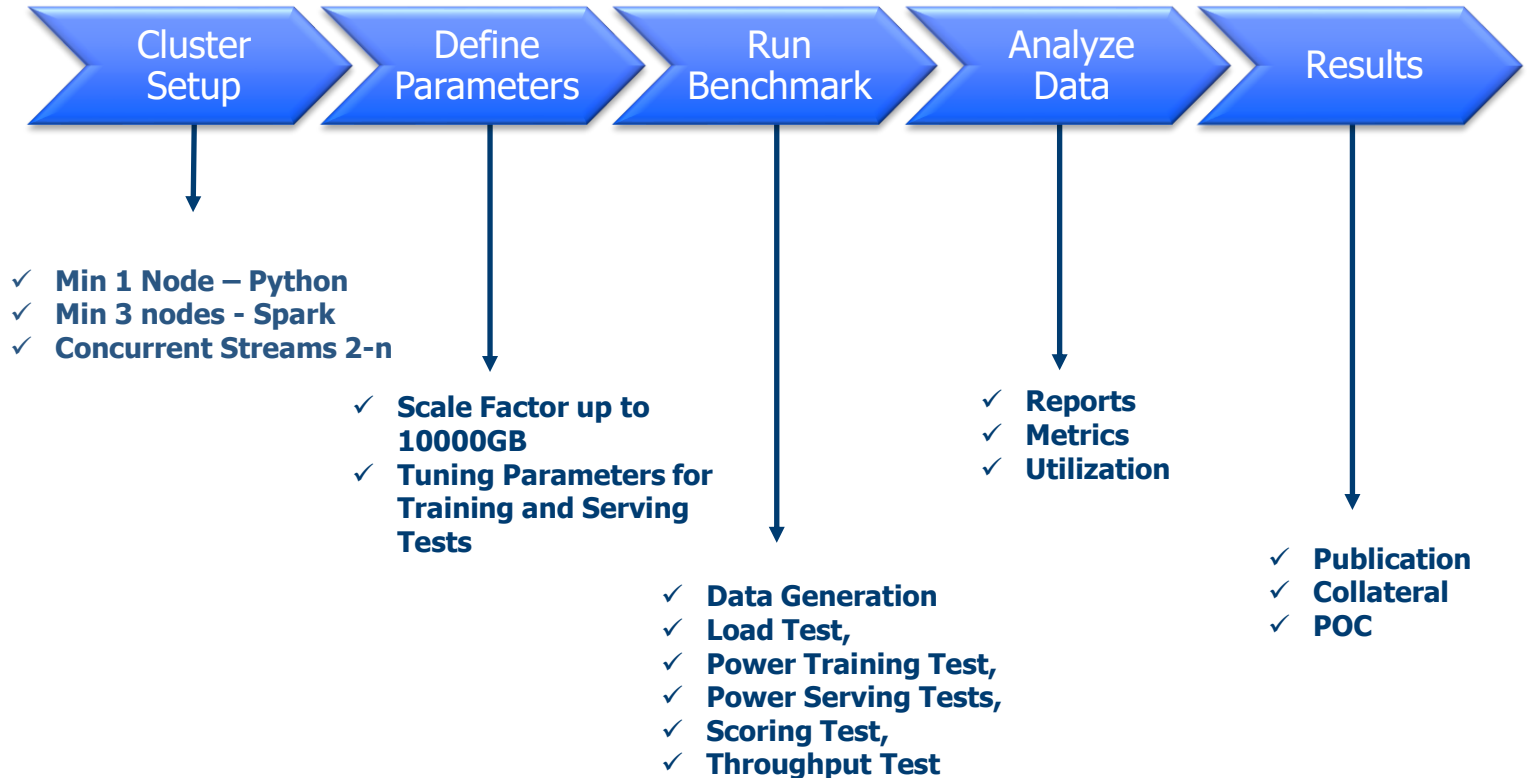 Cluster
Setup
Define
Parameters
Run
Benchmark
Analyze
Data
Results
✓ Min 1 Node – Python
✓ Min 3 nodes - Spark
✓ Concurrent Streams 2-n
✓ Scale Factor up to
10000GB
✓ Tuning Parameters for
Training and Serving
Tests
✓ Data Generation
✓ Load Test,
✓ Power Training Test,
✓ Power Serving Tests,
✓ Scoring Test,
✓ Throughput Test
✓ Reports
✓ Metrics
✓ Utilization
✓ Publication
✓ Collateral
✓ POC